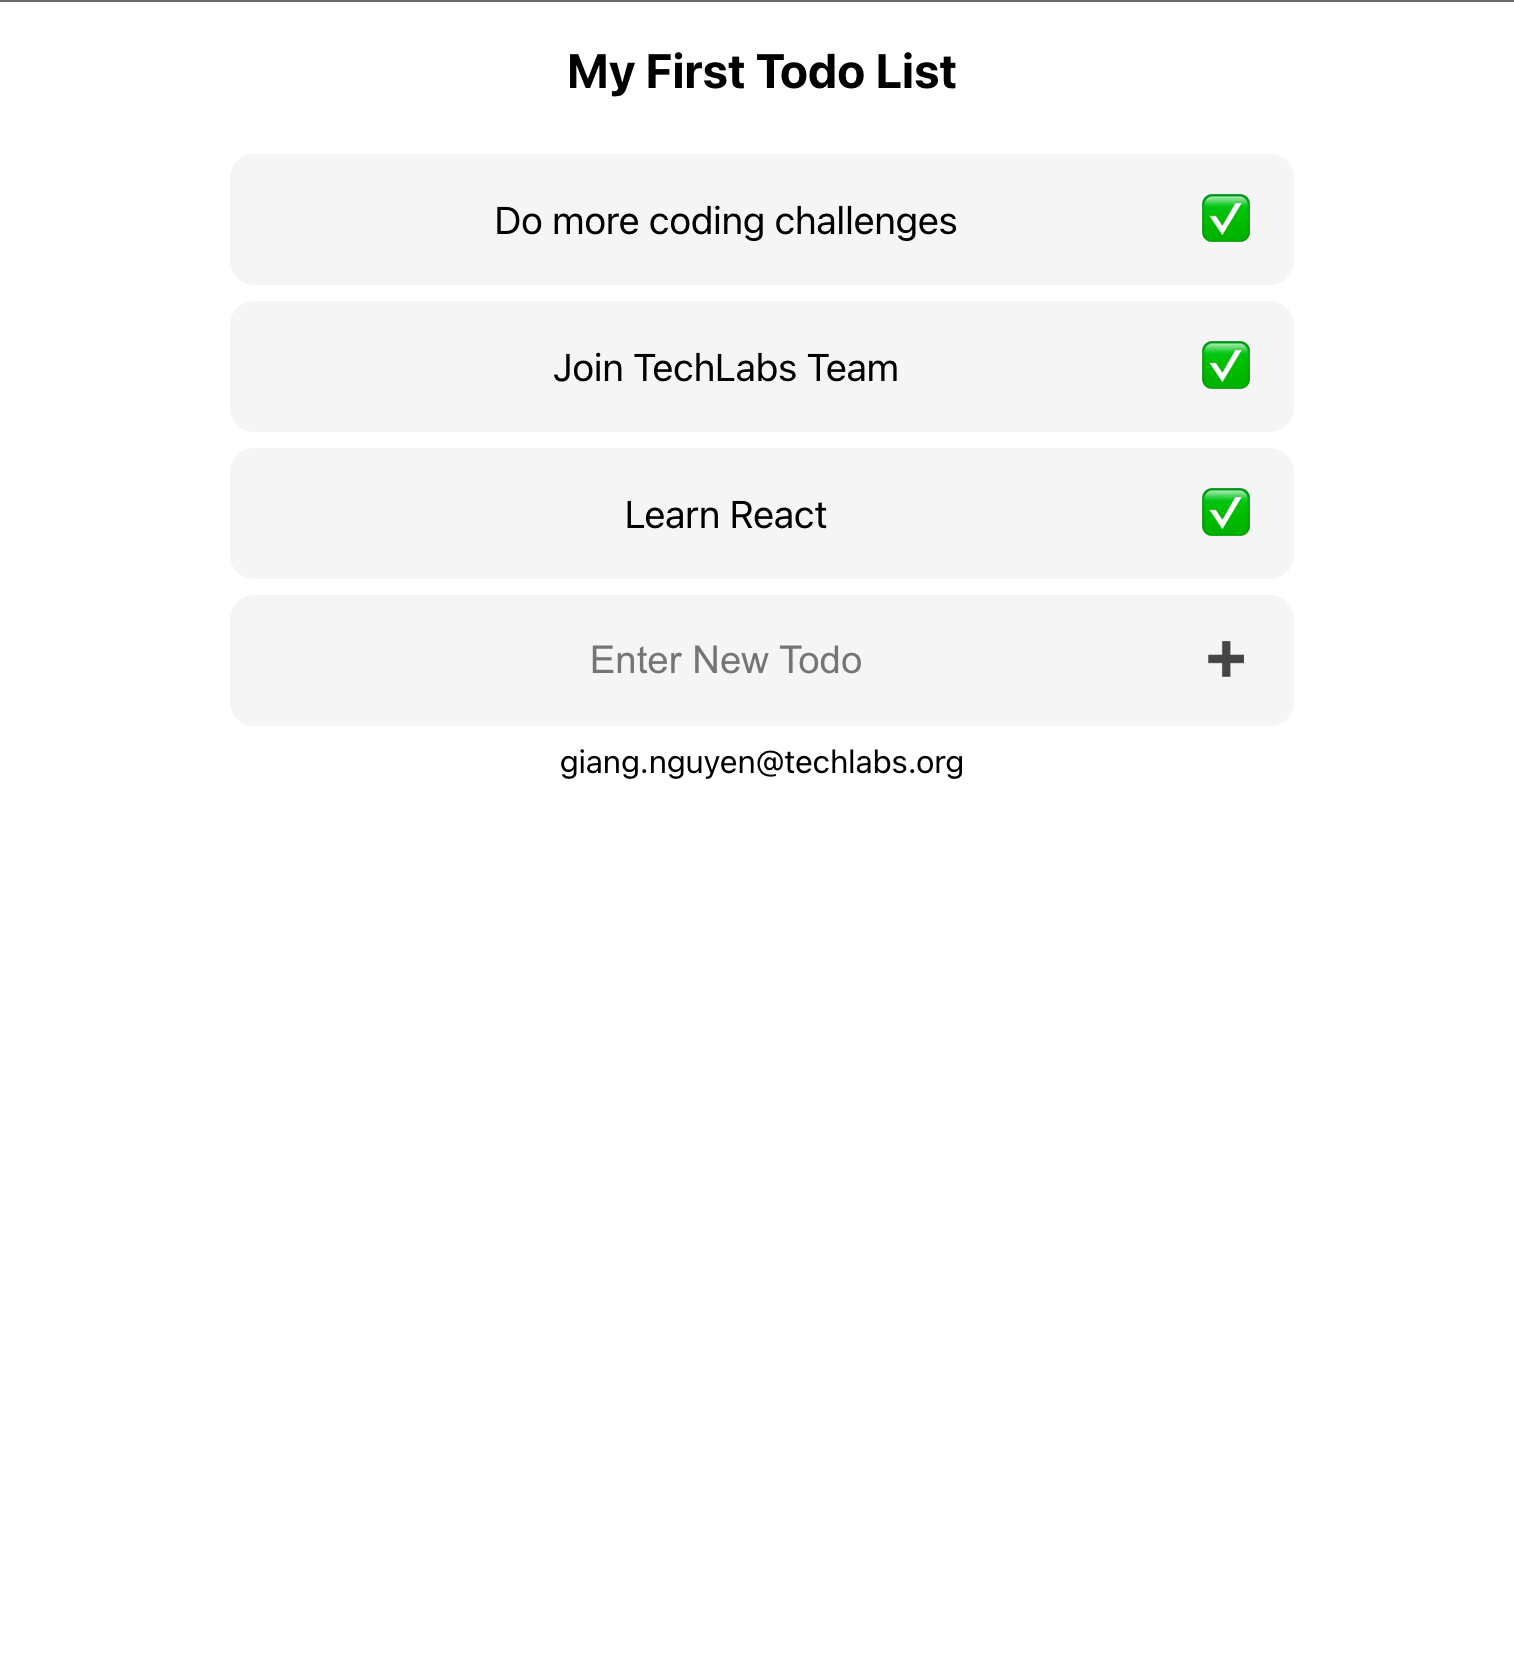 My First Todo List
Do more coding challenges
Join TechLabs Team
Learn React
Enter New Todo
giang.nguyen@techlabs.org